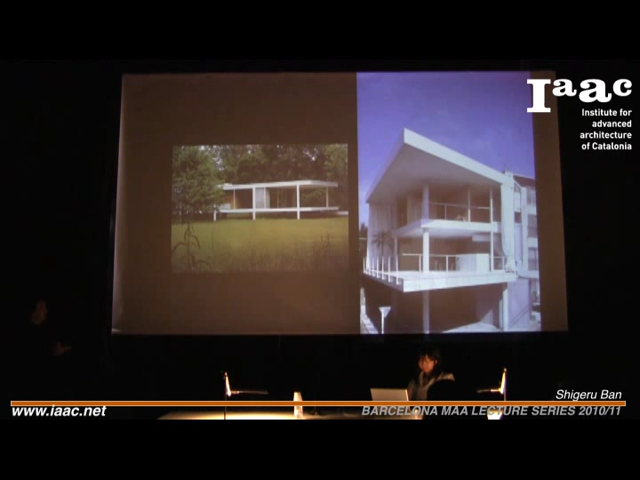 Iaac
Institute for
advanced
architecture
of Catalonia
Shigeru Ban
www.iaac.net
BARCELONA MAA LECTURE SERIES 2010/11